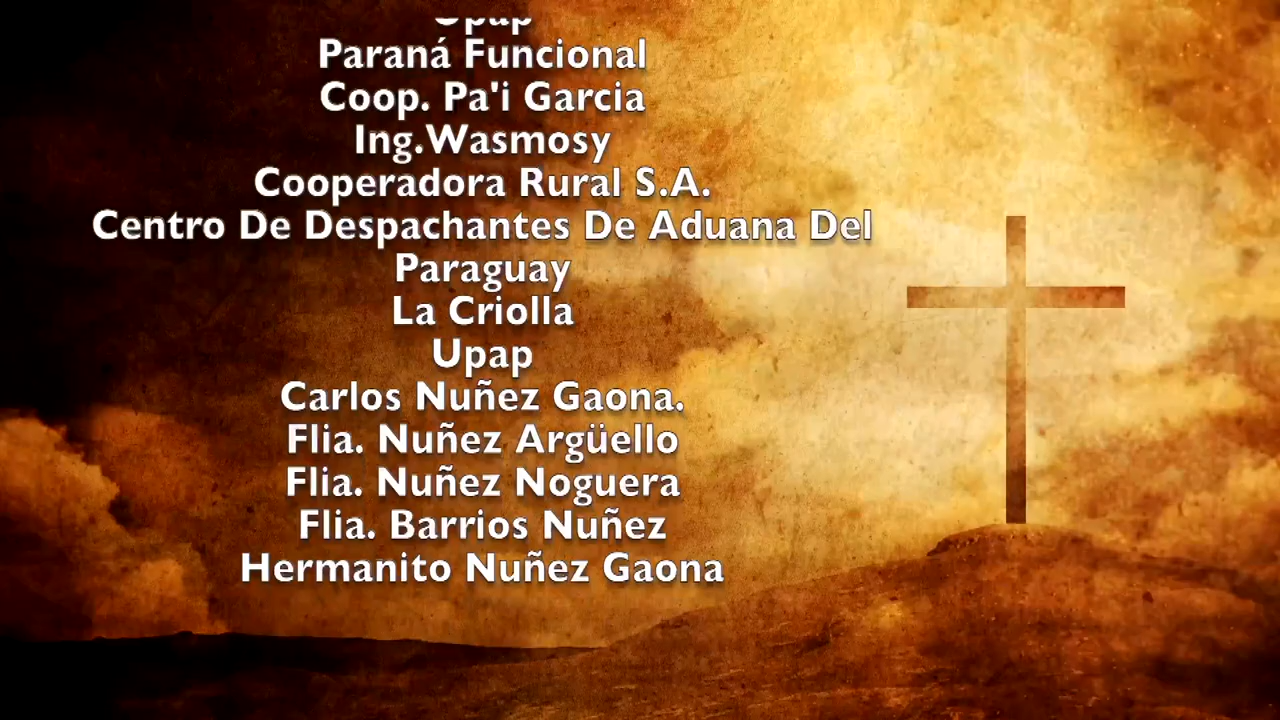 Upap
Paraná Funcional
Coop. Pa'i Garcia
Ing.Wasmosy
Cooperadora Rural S.A.
Centro De Despachantes De Aduana Del
Paraguay
La Criolla
Upap
Carlos Nuñez Gaona.
Flia. Nuñez Argüello
Flia. Nuñez Noguera
Flia. Barrios Nuñez
Hermanito Nuñez Gaona